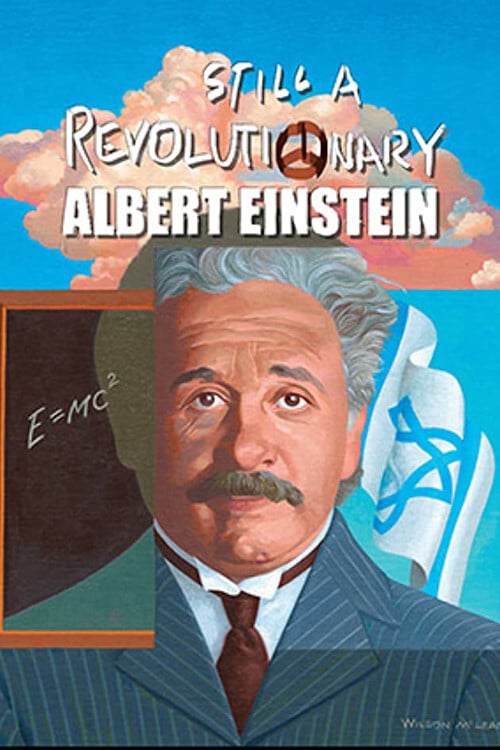 STILL A
REVOLUTIONARY
ALBERT EINSTEIN
E=MC²
WILSON McLEAN